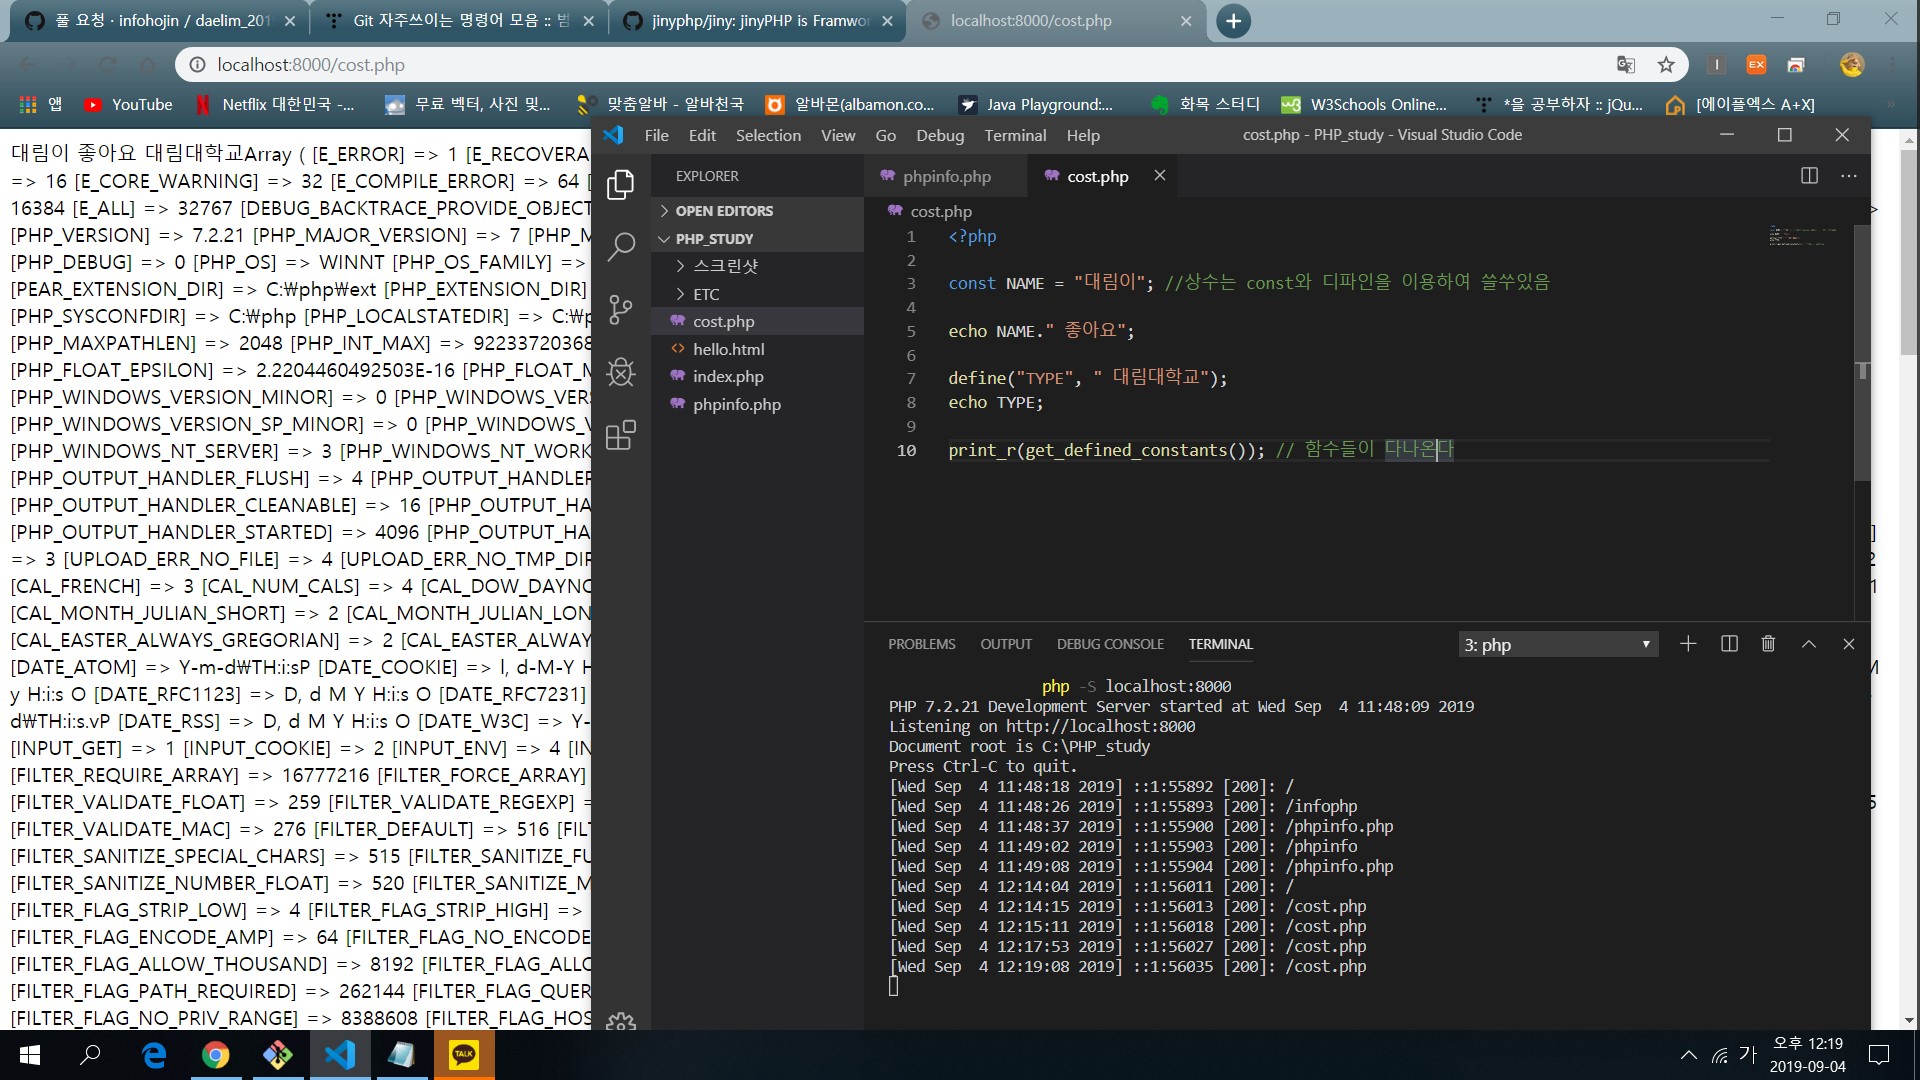 풀 요청 · infohojin / daelim_201
Git 자주쓰이는 명령어 모음 :: 범
jinyphp/jiny: jinyPHP is Framwor
localhost:8000/cost.php
localhost:8000/cost.php
앱 YouTube Netflix 대한민국 -... 무료 벡터, 사진 및... 맞춤알바 - 알바천국 알바몬(albamon.co... Java Playground:... 화목 스터디 W3Schools Online... *을 공부하자 :: jQu... [에이플엑스 A+X]
대림이 좋아요 대림대학교Array ( [E_ERROR] => 1 [E_RECOVERA
=> 16 [E_CORE_WARNING] => 32 [E_COMPILE_ERROR] => 64
16384 [E_ALL] => 32767 [DEBUG_BACKTRACE_PROVIDE_OBJECT
[PHP_VERSION] => 7.2.21 [PHP_MAJOR_VERSION] => 7 [PHP_M
[PHP_DEBUG] => 0 [PHP_OS] => WINNT [PHP_OS_FAMILY] =>
[PEAR_EXTENSION_DIR] => C:₩php₩ext [PHP_EXTENSION_DIR]
[PHP_SYSCONFDIR] => C:₩php [PHP_LOCALSTATEDIR] => C:₩p
[PHP_MAXPATHLEN] => 2048 [PHP_INT_MAX] => 92233720368
[PHP_FLOAT_EPSILON] => 2.2204460492503E-16 [PHP_FLOAT_M
[PHP_WINDOWS_VERSION_MINOR] => 0 [PHP_WINDOWS_VERS
[PHP_WINDOWS_VERSION_SP_MINOR] => 0 [PHP_WINDOWS_V
[PHP_WINDOWS_NT_SERVER] => 3 [PHP_WINDOWS_NT_WORK
[PHP_OUTPUT_HANDLER_FLUSH] => 4 [PHP_OUTPUT_HANDLER
[PHP_OUTPUT_HANDLER_CLEANABLE] => 16 [PHP_OUTPUT_HA
[PHP_OUTPUT_HANDLER_STARTED] => 4096 [PHP_OUTPUT_HA
=> 3 [UPLOAD_ERR_NO_FILE] => 4 [UPLOAD_ERR_NO_TMP_DIR
[CAL_FRENCH] => 3 [CAL_NUM_CALS] => 4 [CAL_DOW_DAYNO
[CAL_MONTH_JULIAN_SHORT] => 2 [CAL_MONTH_JULIAN_LON
[CAL_EASTER_ALWAYS_GREGORIAN] => 2 [CAL_EASTER_ALWAY
[DATE_ATOM] => Y-m-d₩TH:i:sP [DATE_COOKIE] => l, d-M-Y H
y H:i:s O [DATE_RFC1123] => D, d M Y H:i:s O [DATE_RFC7231]
d₩TH:i:s.vP [DATE_RSS] => D, d M Y H:i:s O [DATE_W3C] => Y-
[INPUT_GET] => 1 [INPUT_COOKIE] => 2 [INPUT_ENV] => 4 [IN
[FILTER_REQUIRE_ARRAY] => 16777216 [FILTER_FORCE_ARRAY]
[FILTER_VALIDATE_FLOAT] => 259 [FILTER_VALIDATE_REGEXP] =
[FILTER_VALIDATE_MAC] => 276 [FILTER_DEFAULT] => 516 [FILT
[FILTER_SANITIZE_SPECIAL_CHARS] => 515 [FILTER_SANITIZE_FU
[FILTER_SANITIZE_NUMBER_FLOAT] => 520 [FILTER_SANITIZE_M
[FILTER_FLAG_STRIP_LOW] => 4 [FILTER_FLAG_STRIP_HIGH] =>
[FILTER_FLAG_ENCODE_AMP] => 64 [FILTER_FLAG_NO_ENCODE
[FILTER_FLAG_ALLOW_THOUSAND] => 8192 [FILTER_FLAG_ALLO
[FILTER_FLAG_PATH_REQUIRED] => 262144 [FILTER_FLAG_QUER
[FILTER_FLAG_NO_PRIV_RANGE] => 8388608 [FILTER_FLAG_HOS
File Edit Selection View Go Debug Terminal Help
cost.php - PHP_study - Visual Studio Code
EXPLORER
OPEN EDITORS
PHP_STUDY
스크린샷
ETC
cost.php
hello.html
index.php
phpinfo.php
phpinfo.php cost.php
cost.php
1 <?php
2
3 const NAME = "대림이"; //상수는 const와 디파인을 이용하여 쓸쑤있음
4
5 echo NAME." 좋아요";
6
7 define("TYPE", " 대림대학교");
8 echo TYPE;
9
10 print_r(get_defined_constants()); // 함수들이 다나온다
PROBLEMS OUTPUT DEBUG CONSOLE TERMINAL
3: php
php -S localhost:8000
PHP 7.2.21 Development Server started at Wed Sep  4 11:48:09 2019
Listening on http://localhost:8000
Document root is C:\PHP_study
Press Ctrl-C to quit.
[Wed Sep  4 11:48:18 2019] ::1:55892 [200]: /
[Wed Sep  4 11:48:26 2019] ::1:55893 [200]: /infophp
[Wed Sep  4 11:48:37 2019] ::1:55900 [200]: /phpinfo.php
[Wed Sep  4 11:49:02 2019] ::1:55903 [200]: /phpinfo
[Wed Sep  4 11:49:08 2019] ::1:55904 [200]: /phpinfo.php
[Wed Sep  4 12:14:04 2019] ::1:56011 [200]: /
[Wed Sep  4 12:14:15 2019] ::1:56013 [200]: /cost.php
[Wed Sep  4 12:15:11 2019] ::1:56018 [200]: /cost.php
[Wed Sep  4 12:17:53 2019] ::1:56027 [200]: /cost.php
[Wed Sep  4 12:19:08 2019] ::1:56035 [200]: /cost.php
TALK
가
오후 12:19
2019-09-04